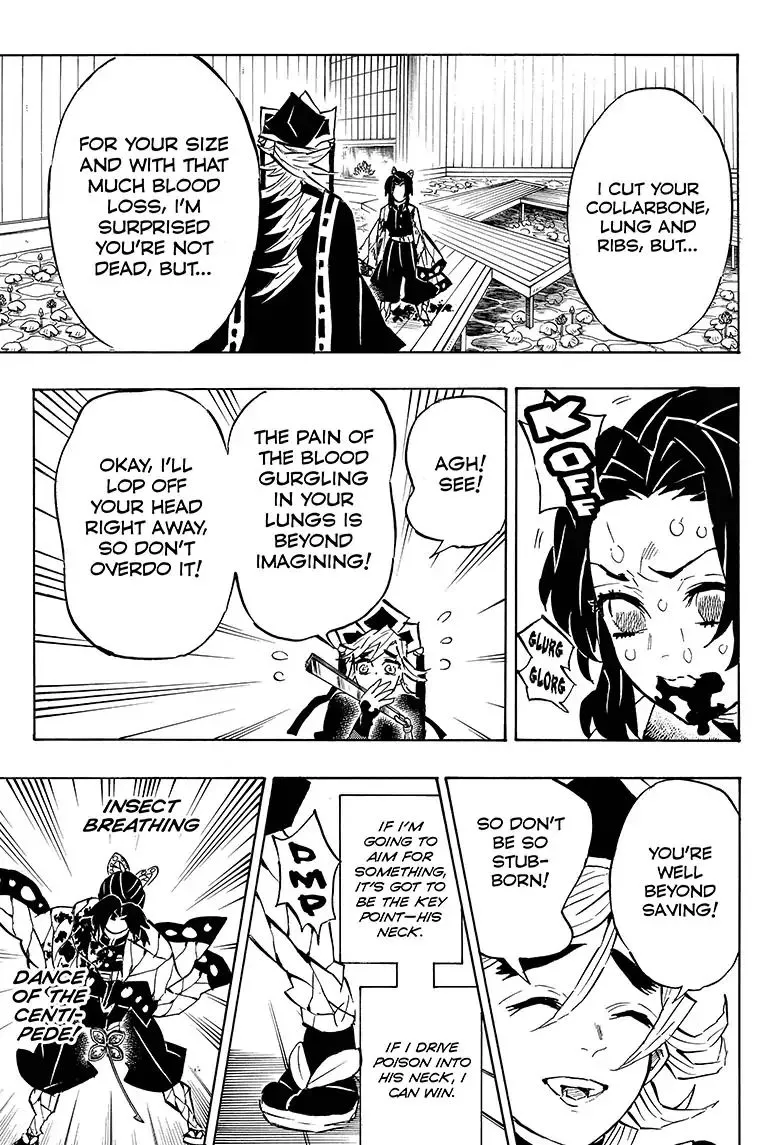 I CUT YOUR
COLLARBONE,
LUNG AND
RIBS, BUT...
FOR YOUR SIZE
AND WITH THAT
MUCH BLOOD
LOSS, I'M
SURPRISED
YOU'RE NOT
DEAD, BUT...
KOFF
GLURG
GLORG
AGH!
SEE!
THE PAIN OF
THE BLOOD
GURGLING
IN YOUR
LUNGS IS
BEYOND
IMAGINING!
OKAY, I'LL
LOP OFF
YOUR HEAD
RIGHT AWAY,
SO DON'T
OVERDO IT!
YOU'RE
WELL
BEYOND
SAVING!
SO DON'T
BE SO
STUB-
BORN!
IF I'M
GOING TO
AIM FOR
SOMETHING,
IT'S GOT TO
BE THE KEY
POINT—HIS
NECK.
IF I DRIVE
POISON INTO
HIS NECK, I
CAN WIN.
DMP
INSECT
BREATHING
DANCE
OF THE
CENTI-
PEDE!